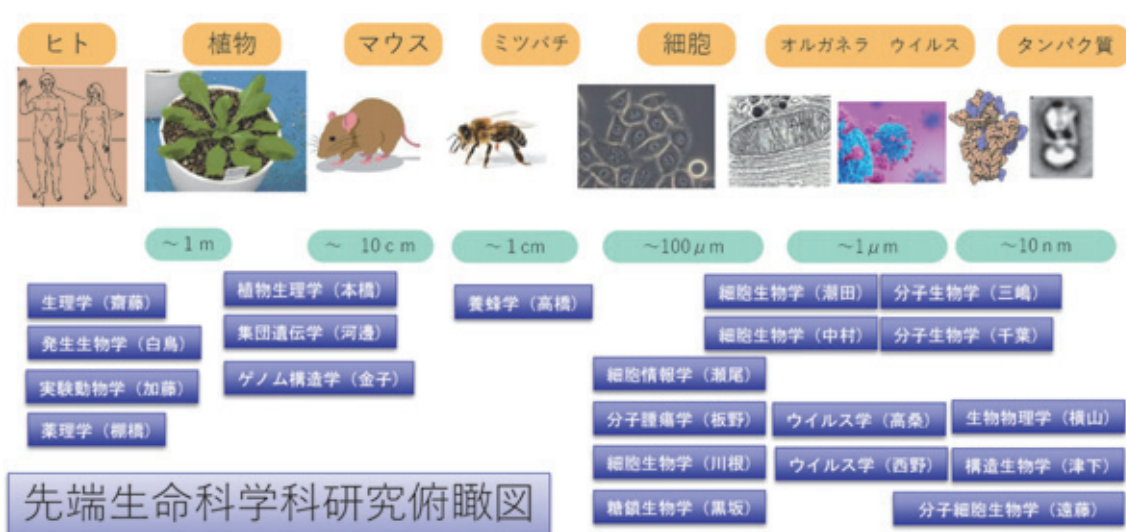 ヒト
植物
マウス
ミツバチ
細胞
オルガネラ ウイルス
タンパク質
～1m
～ 10cm
～1cm
～100μm
～1μm
～10nm
生理学（齋藤）
発生生物学（白鳥）
実験動物学（加藤）
薬理学（棚橋）
植物生理学（本橋）
集団遺伝学（河邊）
ゲノム構造学（金子）
養蜂学（高橋）
細胞生物学（潮田）
分子生物学（三嶋）
細胞生物学（中村）
分子生物学（千葉）
細胞情報学（瀬尾）
分子腫瘍学（板野）
ウイルス学（高桑）
生物物理学（横山）
細胞生物学（川根）
ウイルス学（西野）
構造生物学（津下）
糖鎖生物学（黒坂）
分子細胞生物学（遠藤）
先端生命科学科研究俯瞰図